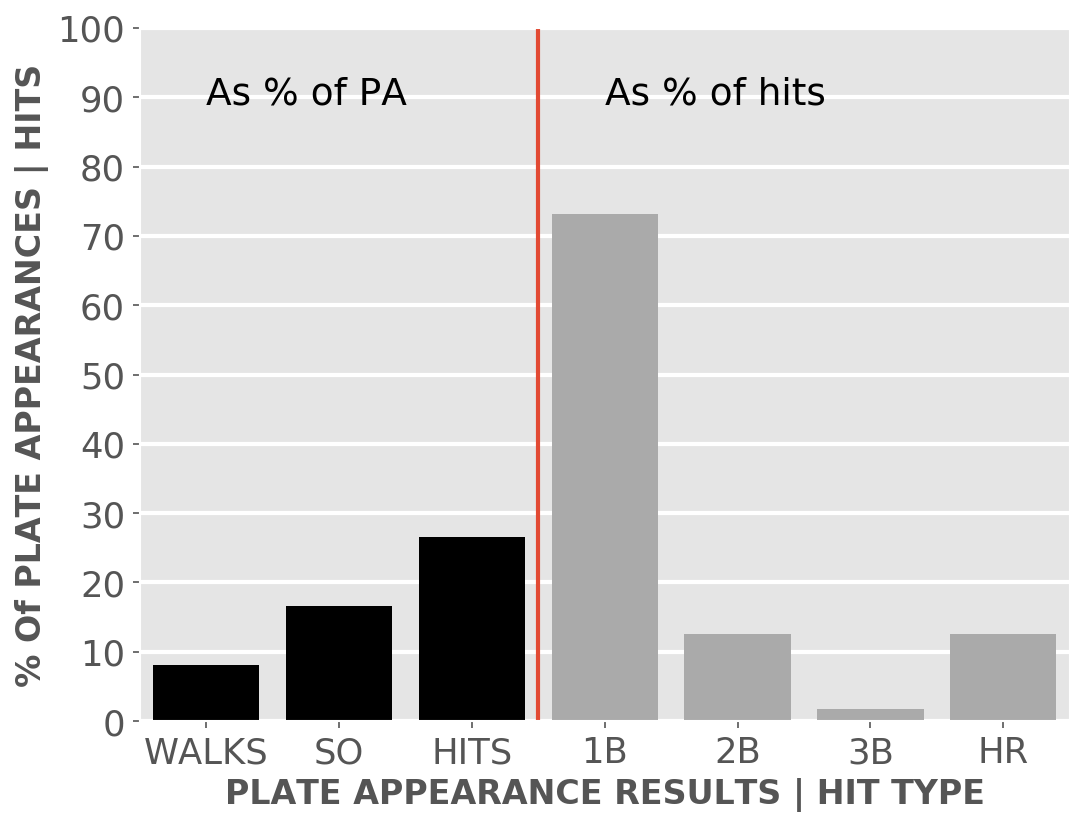 % Of PLATE APPEARANCES | HITS
100
90
80
70
60
50
40
30
20
10
0
As % of PA
As % of hits
WALKS SO HITS 1B 2B 3B HR
PLATE APPEARANCE RESULTS | HIT TYPE